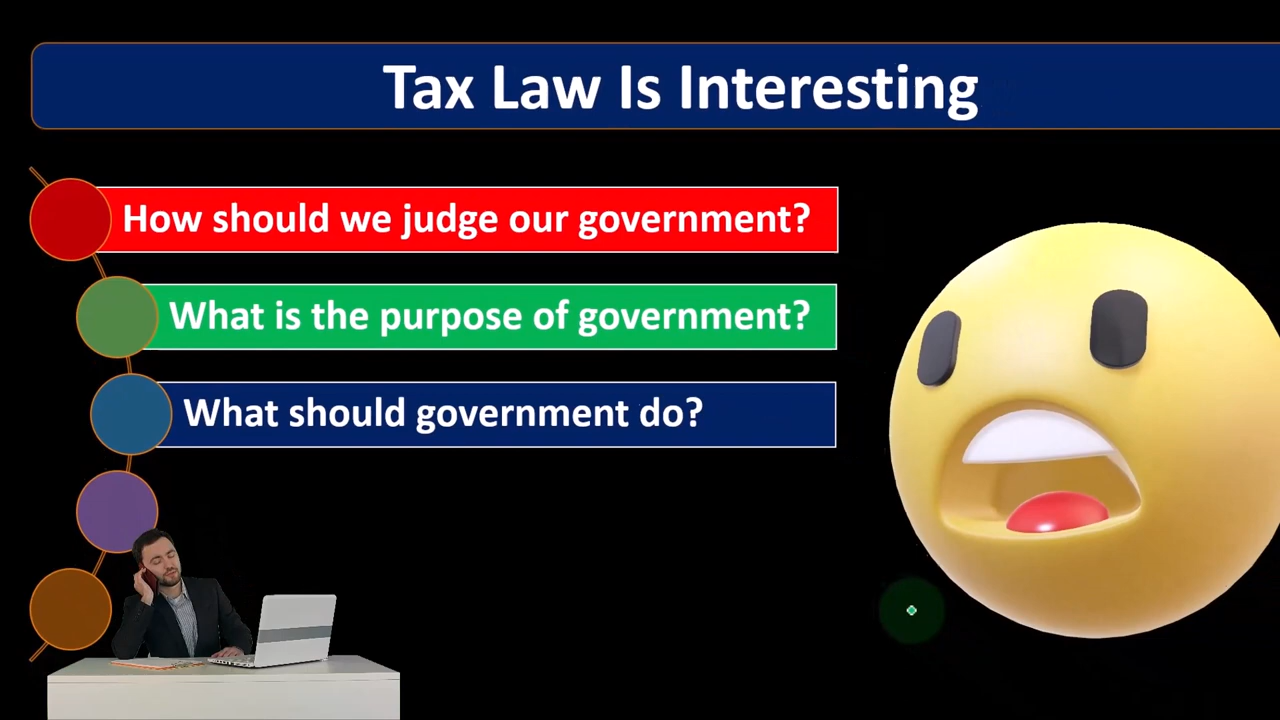 Tax Law Is Interesting
How should we judge our government?
What is the purpose of government?
What should government do?